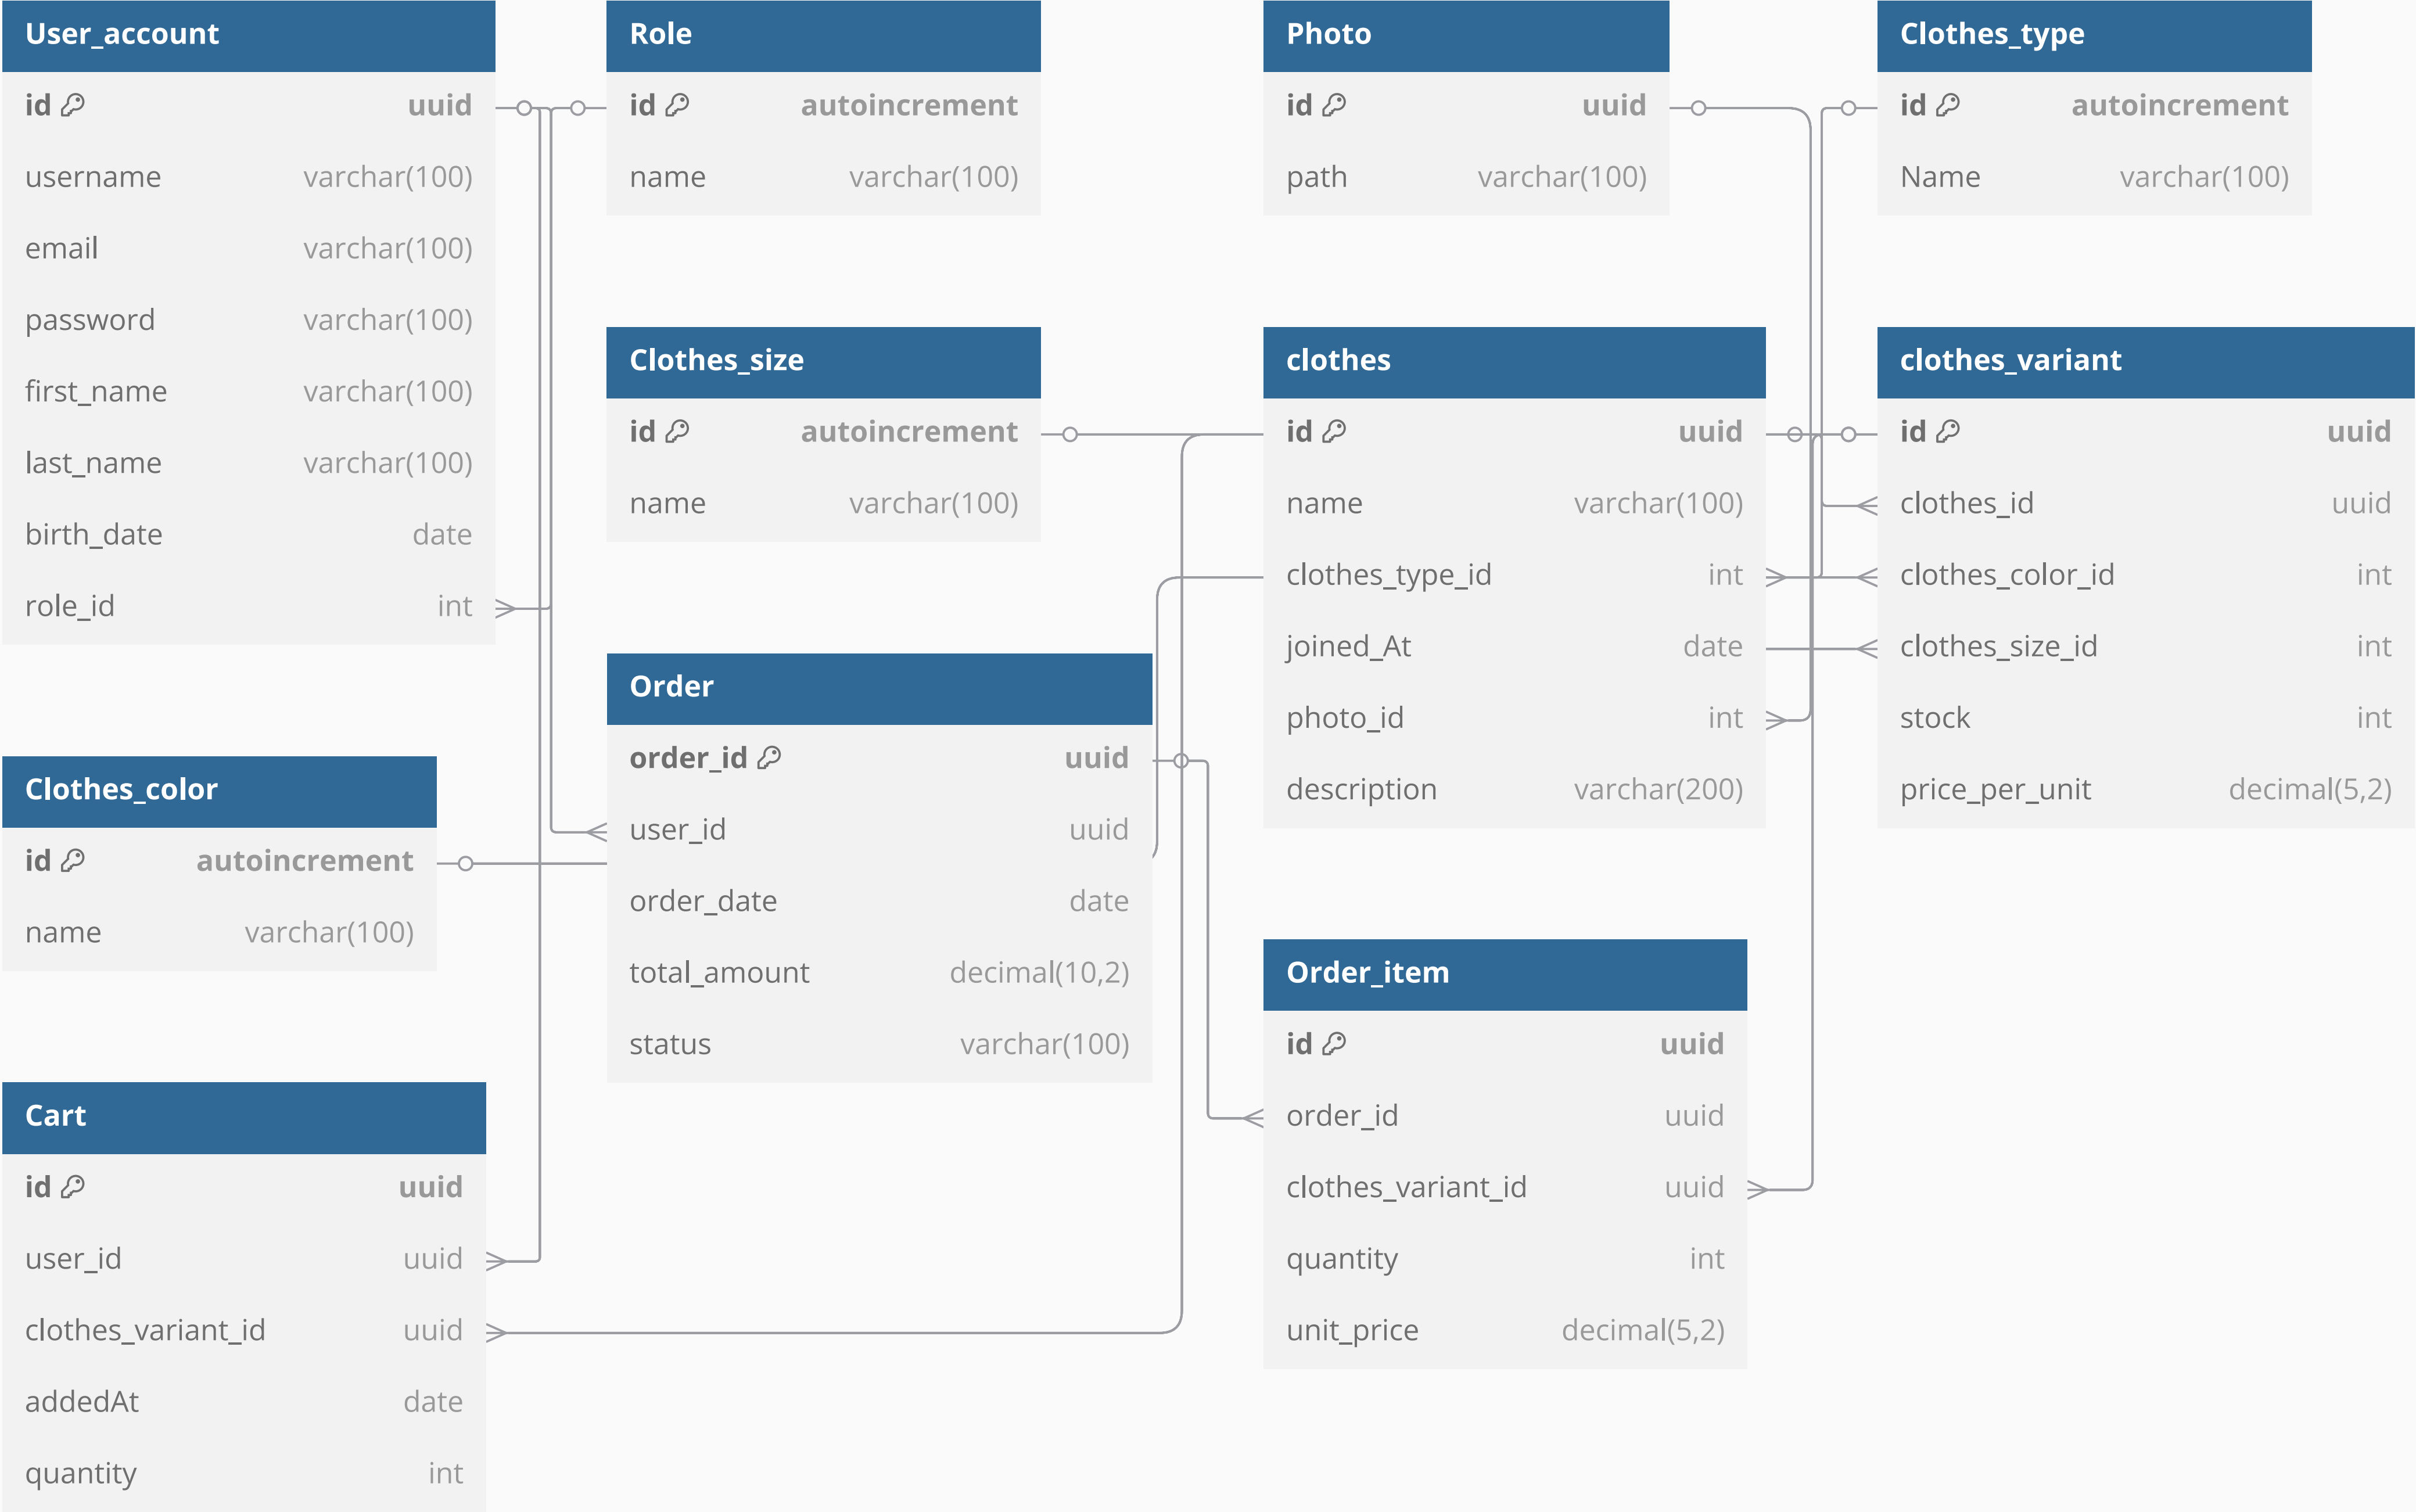 User_account
id uuid
username varchar(100)
email varchar(100)
password varchar(100)
first_name varchar(100)
last_name varchar(100)
birth_date date
role_id int
Role
id autoincrement
name varchar(100)
Photo
id uuid
path varchar(100)
Clothes_type
id autoincrement
Name varchar(100)
Clothes_size
id autoincrement
name varchar(100)
clothes
id uuid
name varchar(100)
clothes_type_id int
joined_At date
photo_id int
description varchar(200)
clothes_variant
id uuid
clothes_id uuid
clothes_color_id int
clothes_size_id int
stock int
price_per_unit decimal(5,2)
Order
order_id uuid
user_id uuid
order_date date
total_amount decimal(10,2)
status varchar(100)
Clothes_color
id autoincrement
name varchar(100)
Order_item
id uuid
order_id uuid
clothes_variant_id uuid
quantity int
unit_price decimal(5,2)
Cart
id uuid
user_id uuid
clothes_variant_id uuid
addedAt date
quantity int